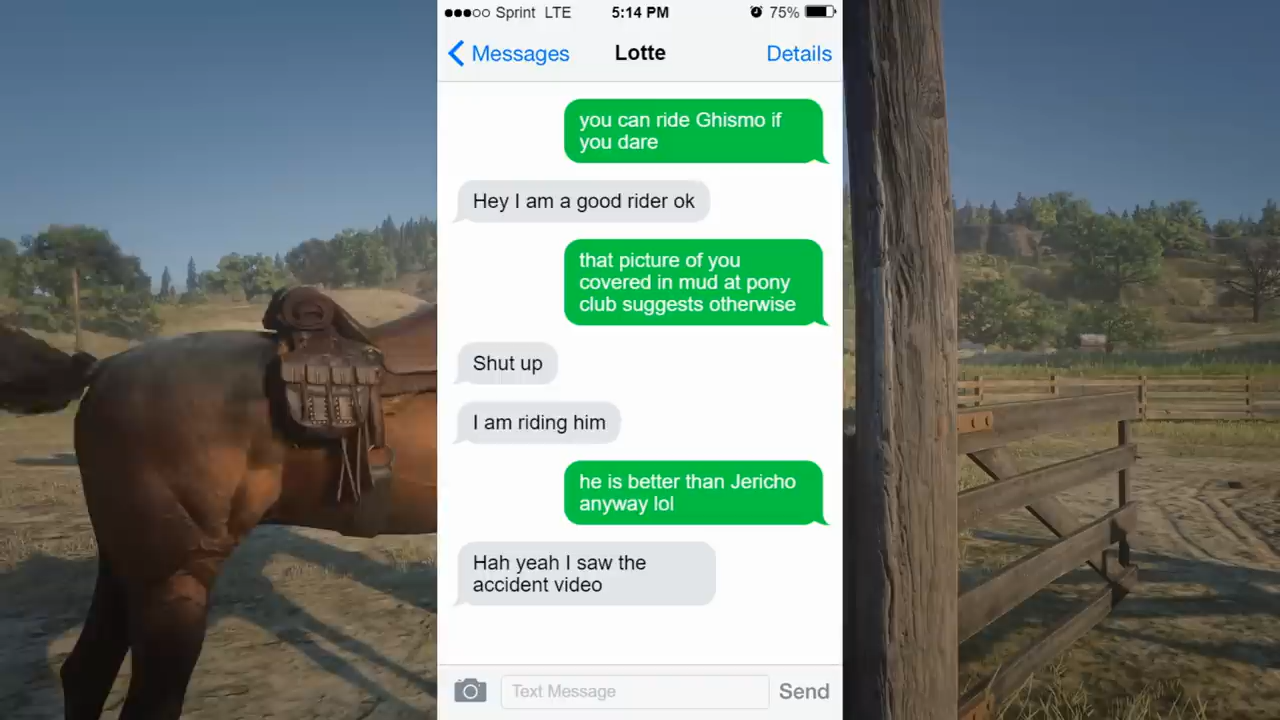 Sprint LTE 5:14 PM 75%
Messages Lotte Details
you can ride Ghismo if
you dare
Hey I am a good rider ok
that picture of you
covered in mud at pony
club suggests otherwise
Shut up
I am riding him
he is better than Jericho
anyway lol
Hah yeah I saw the
accident video
Text Message Send